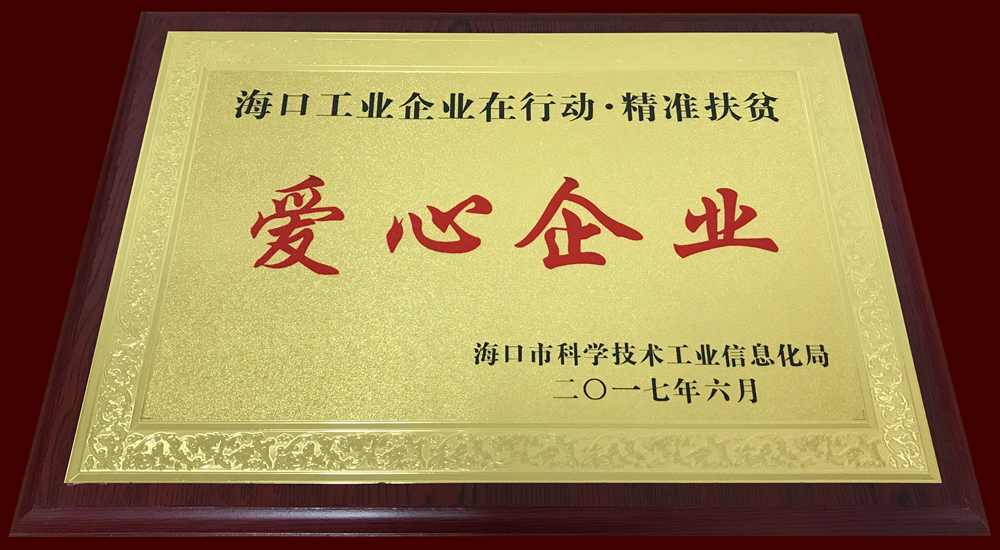 海口工业企业在行动·精准扶贫
爱心企业
海口市科学技术工业信息化局
二〇一七年六月